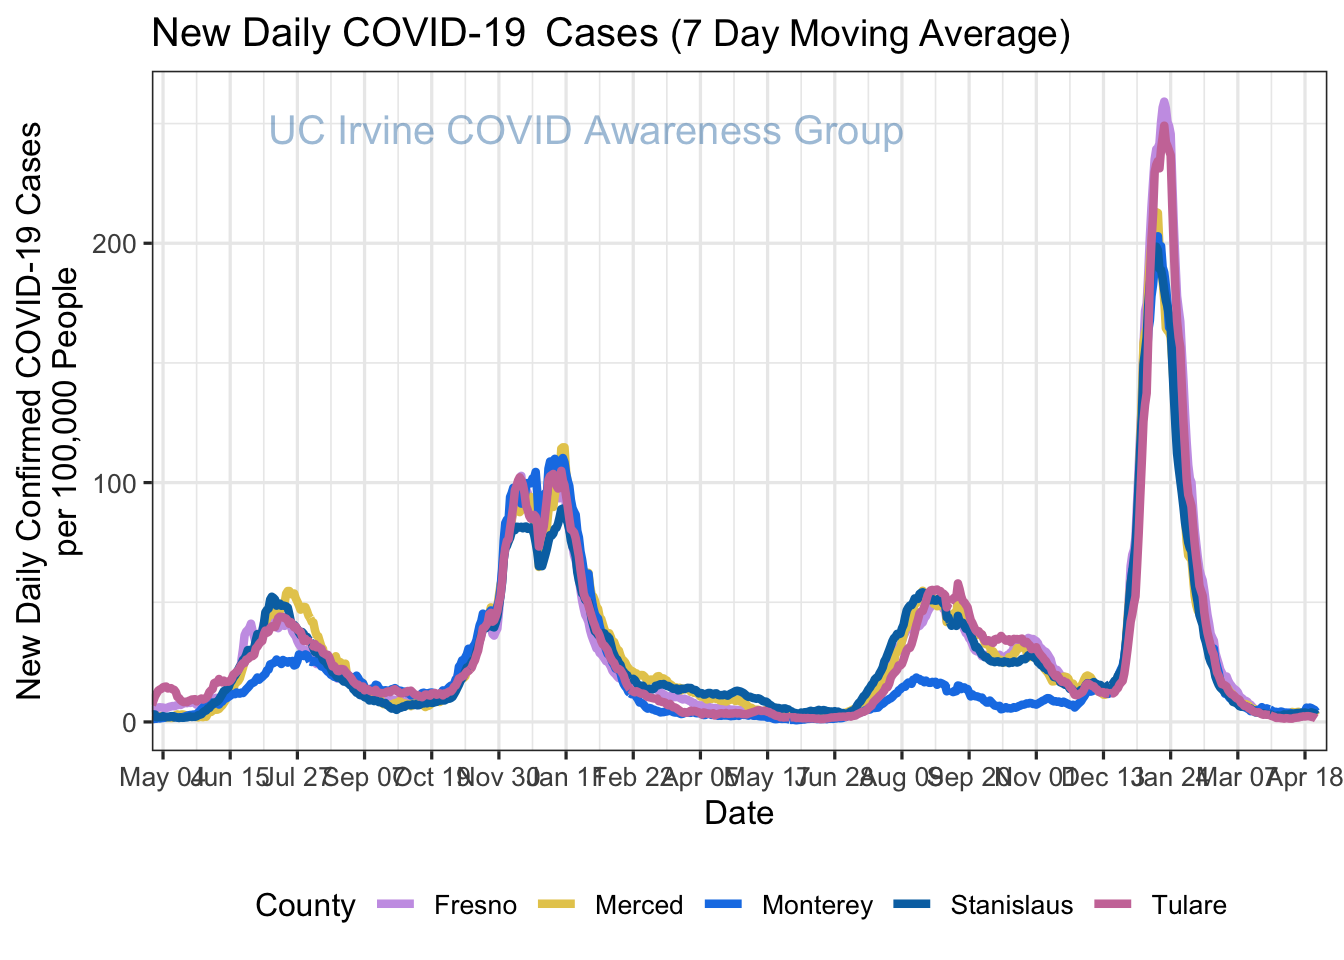 New Daily COVID-19 Cases (7 Day Moving Average)
UC Irvine COVID Awareness Group
New Daily Confirmed COVID-19 Cases
per 100,000 People
200
100
0
May 04 Jun 15 Jul 27 Sep 07 Oct 19 Nov 30 Jan 11 Feb 22 Apr 05 May 17 Jun 28 Aug 09 Sep 20 Nov 01 Dec 13 Jan 24 Mar 07 Apr 18
Date
County Fresno Merced Monterey Stanislaus Tulare